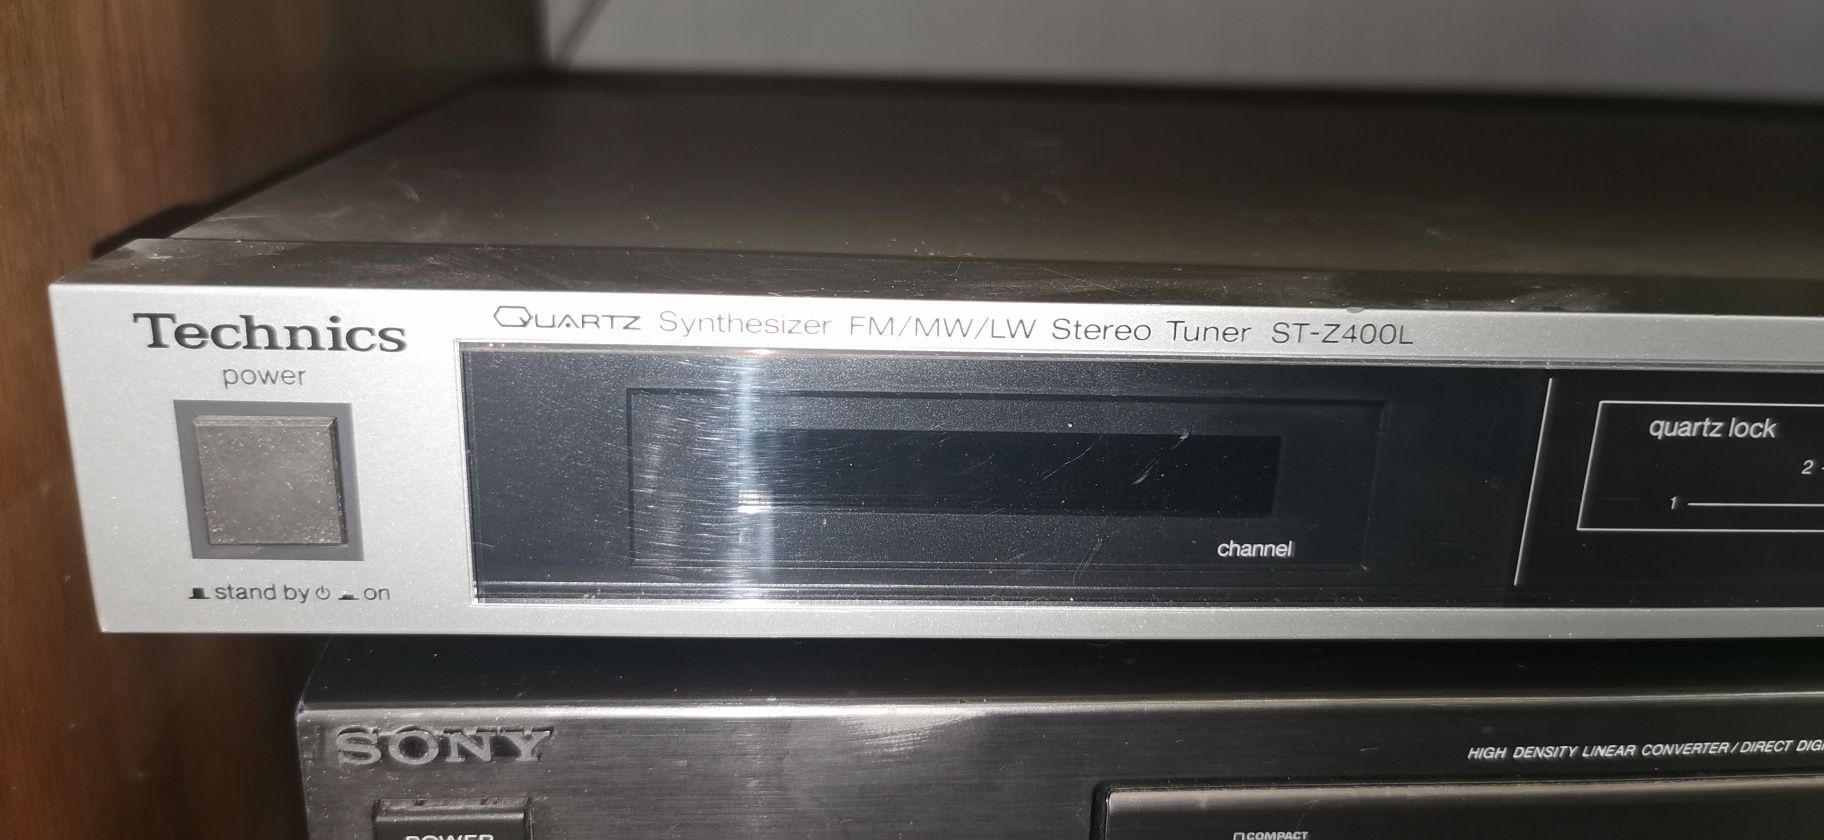 Technics
QUARTZ Synthesizer FM/MW/LW Stereo Tuner ST-Z400L
power
stand by ⏻ on
channel
quartz lock
2
1
SONY
HIGH DENSITY LINEAR CONVERTER/DIRECT
POWER
COMPACT